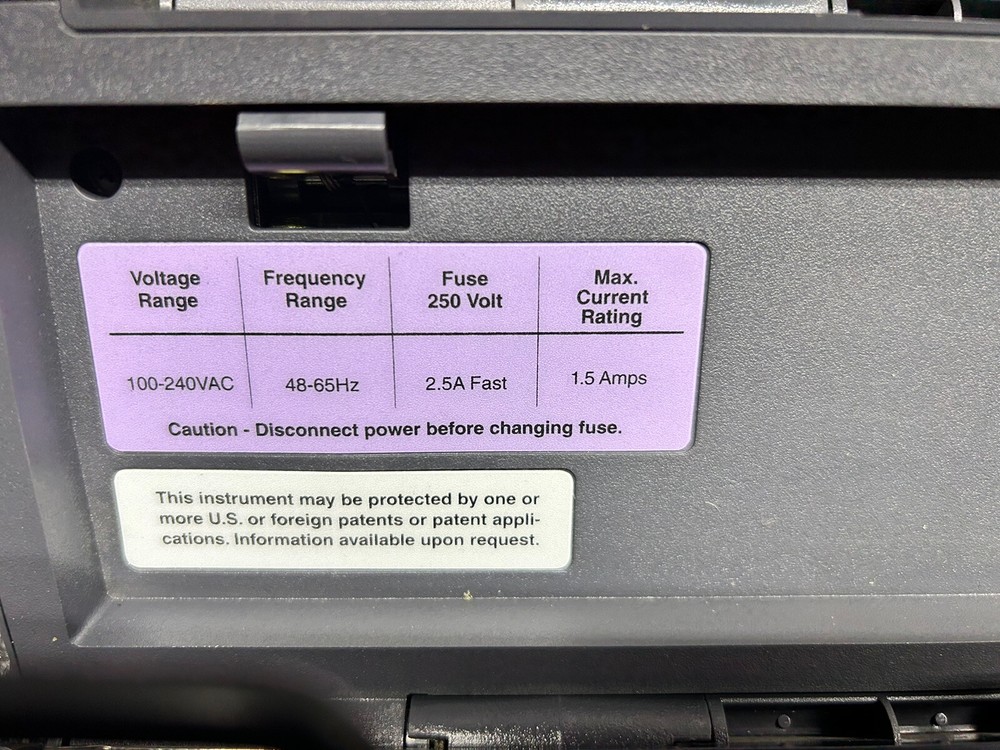 Voltage Range
Frequency Range
Fuse 250 Volt
Max. Current Rating
100-240VAC
48-65Hz
2.5A Fast
1.5 Amps
Caution - Disconnect power before changing fuse.
This instrument may be protected by one or
more U.S. or foreign patents or patent appli-
cations. Information available upon request.